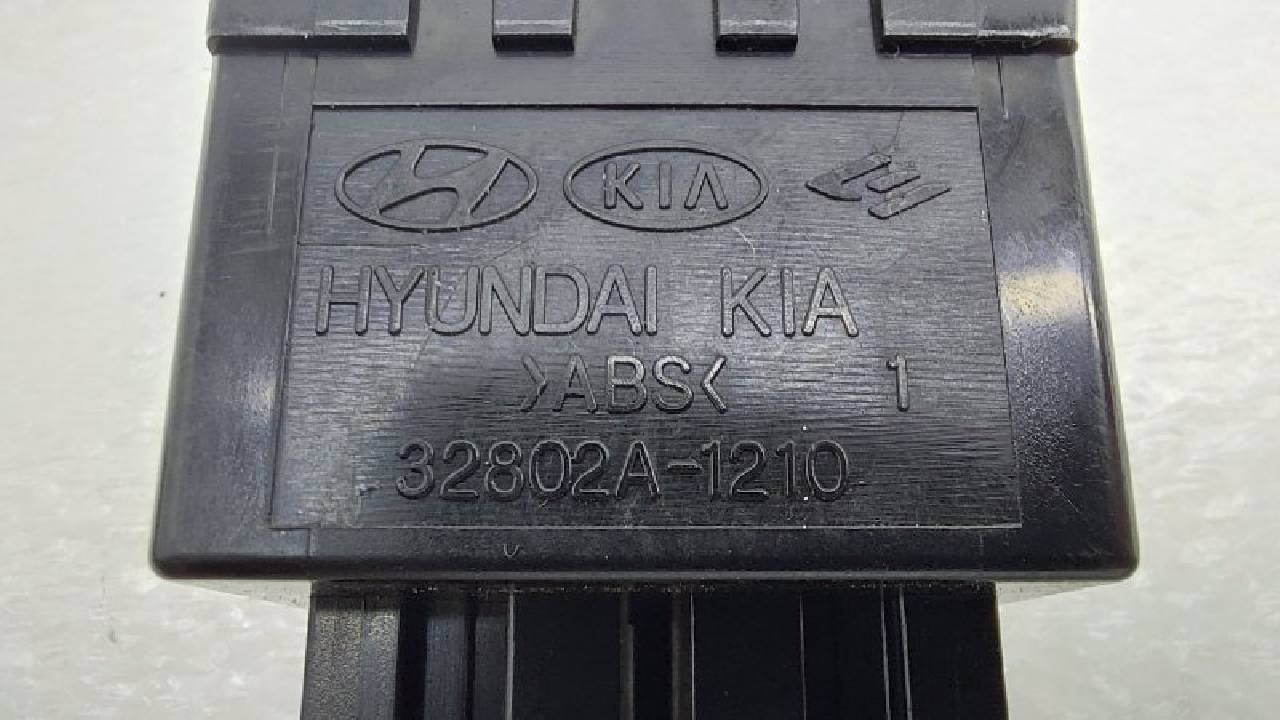 KIA
HYUNDAI KIA
>ABS< 1
32802A-1210